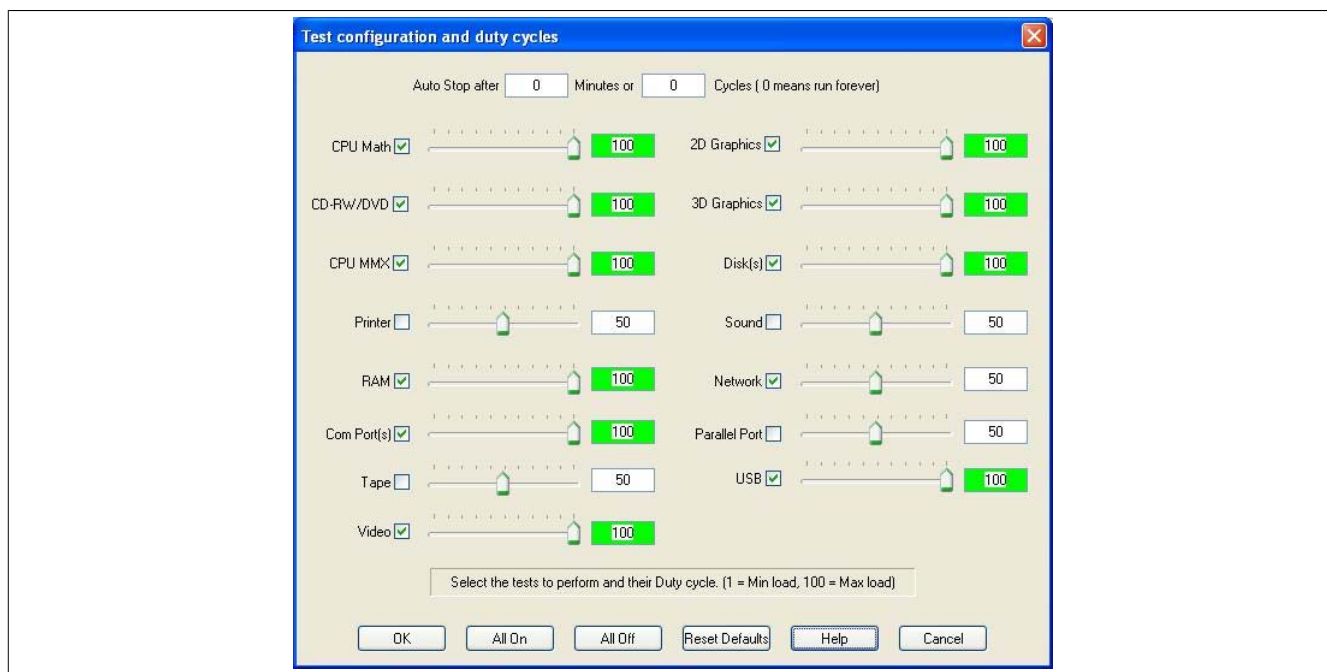 Test configuration and duty cycles
Auto Stop after 0 Minutes or 0 Cycles ( 0 means run forever)
CPU Math 100 2D Graphics 100
CD-RW/DVD 100 3D Graphics 100
CPU MMX 100 Disk(s) 100
Printer 50 Sound 50
RAM 100 Network 50
Com Port(s) 100 Parallel Port 50
Tape 50 USB 100
Video 100
Select the tests to perform and their Duty cycle. (1 = Min load, 100 = Max load)
OK All On All Off Reset Defaults Help Cancel